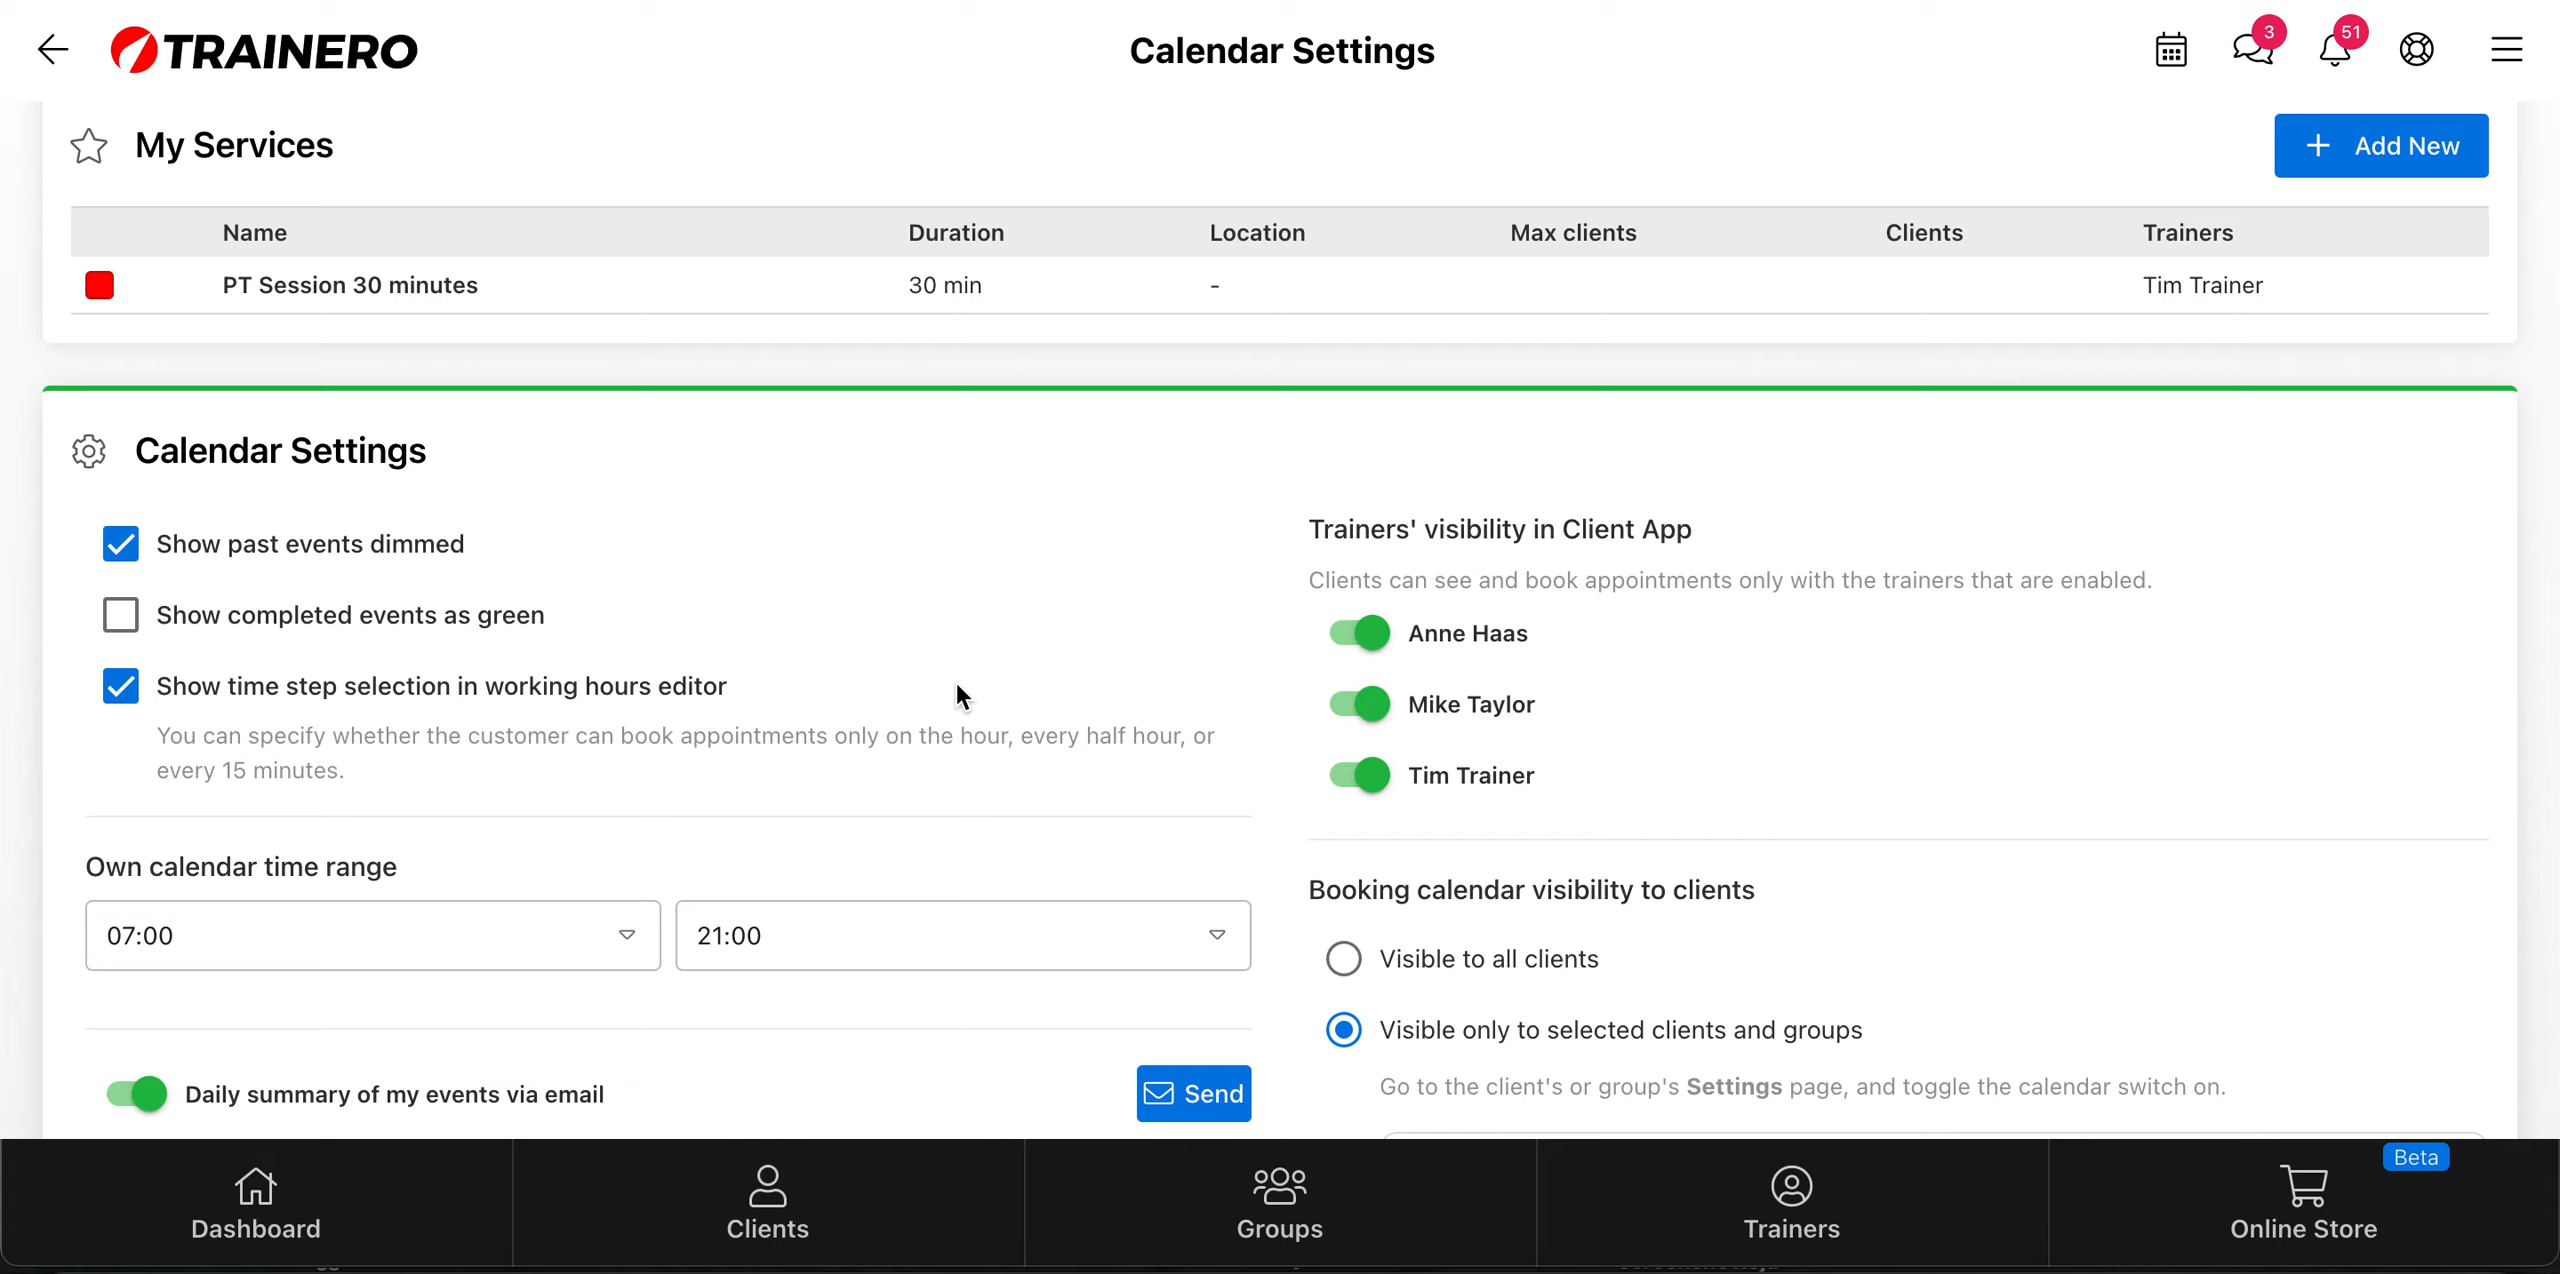 TRAINERO
Calendar Settings
3
51
My Services
Add New
Name Duration Location Max clients Clients Trainers
PT Session 30 minutes 30 min - Tim Trainer
Calendar Settings
Show past events dimmed
Show completed events as green
Show time step selection in working hours editor
You can specify whether the customer can book appointments only on the hour, every half hour, or
every 15 minutes.
Own calendar time range
07:00 21:00
Daily summary of my events via email
Send
Trainers' visibility in Client App
Clients can see and book appointments only with the trainers that are enabled.
Anne Haas
Mike Taylor
Tim Trainer
Booking calendar visibility to clients
Visible to all clients
Visible only to selected clients and groups
Go to the client's or group's Settings page, and toggle the calendar switch on.
Beta
Dashboard Clients Groups Trainers Online Store